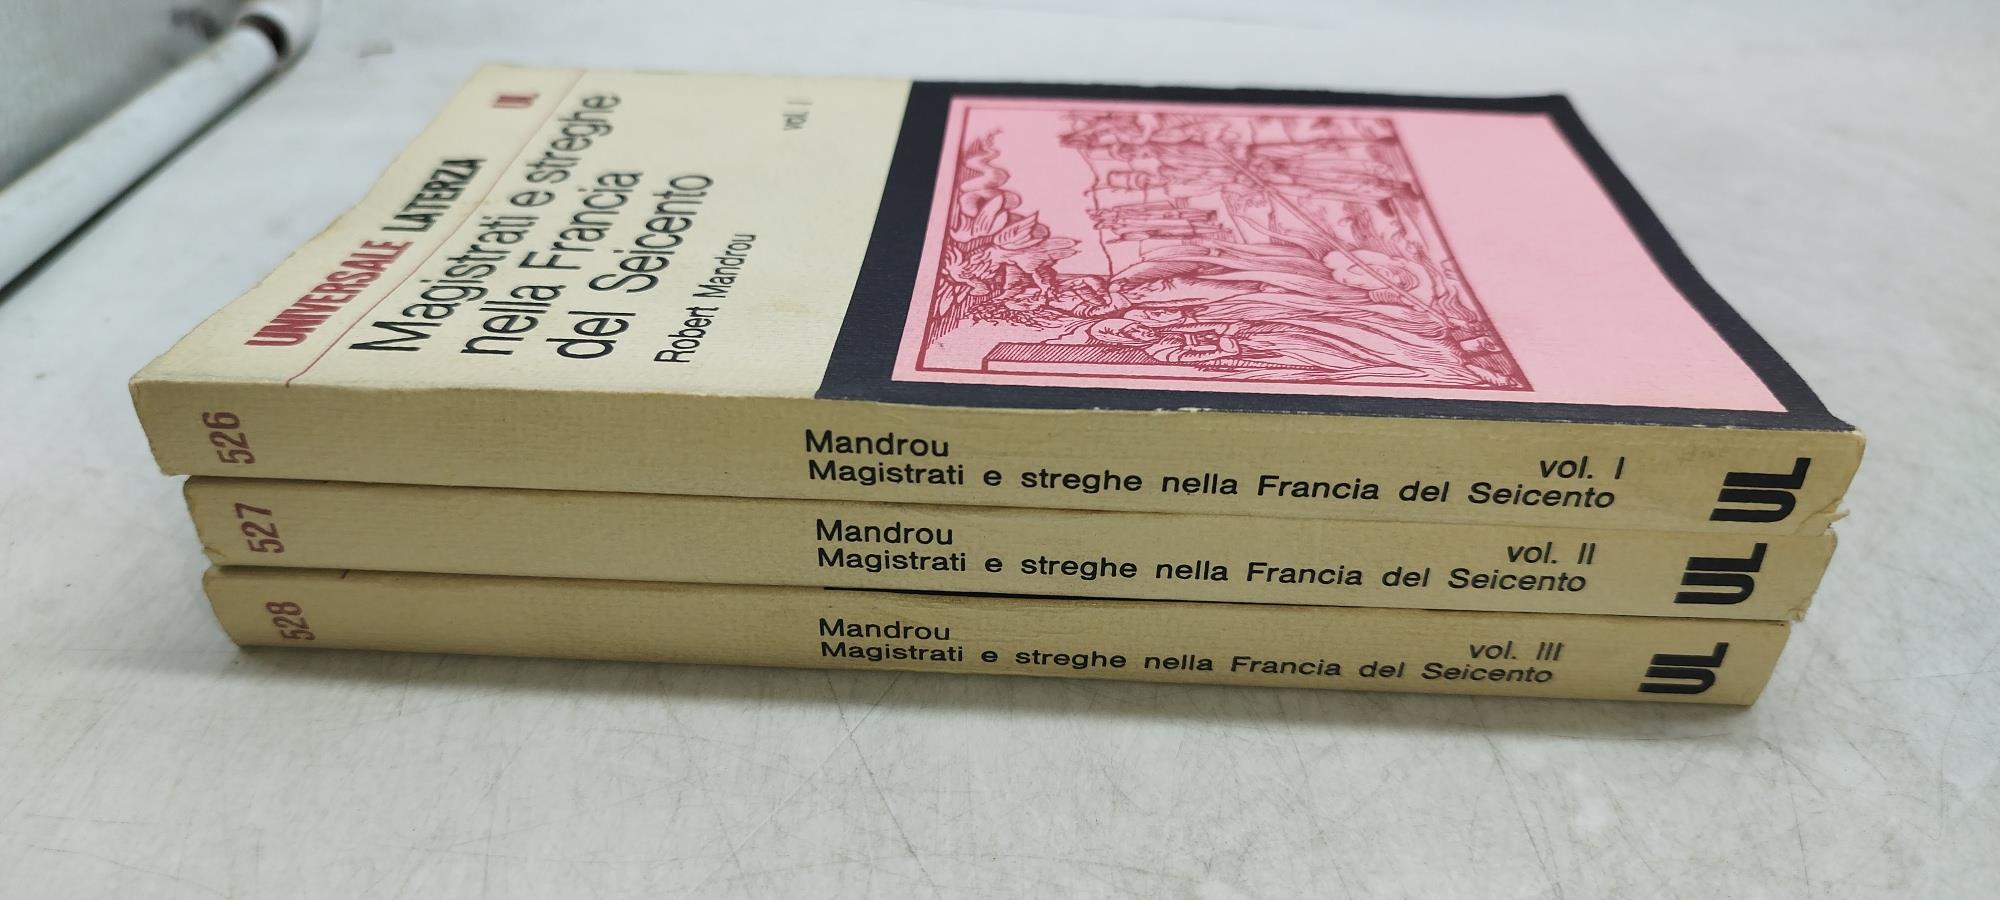 UNIVERSALE LATERZA UL
Magistrati e streghe
nella Francia
del Seicento
Robert Mandrou
vol. I
526
Mandrou
vol. I
Magistrati e streghe nella Francia del Seicento
UL
527
Mandrou
vol. II
Magistrati e streghe nella Francia del Seicento
UL
528
Mandrou
vol. III
Magistrati e streghe nella Francia del Seicento
UL